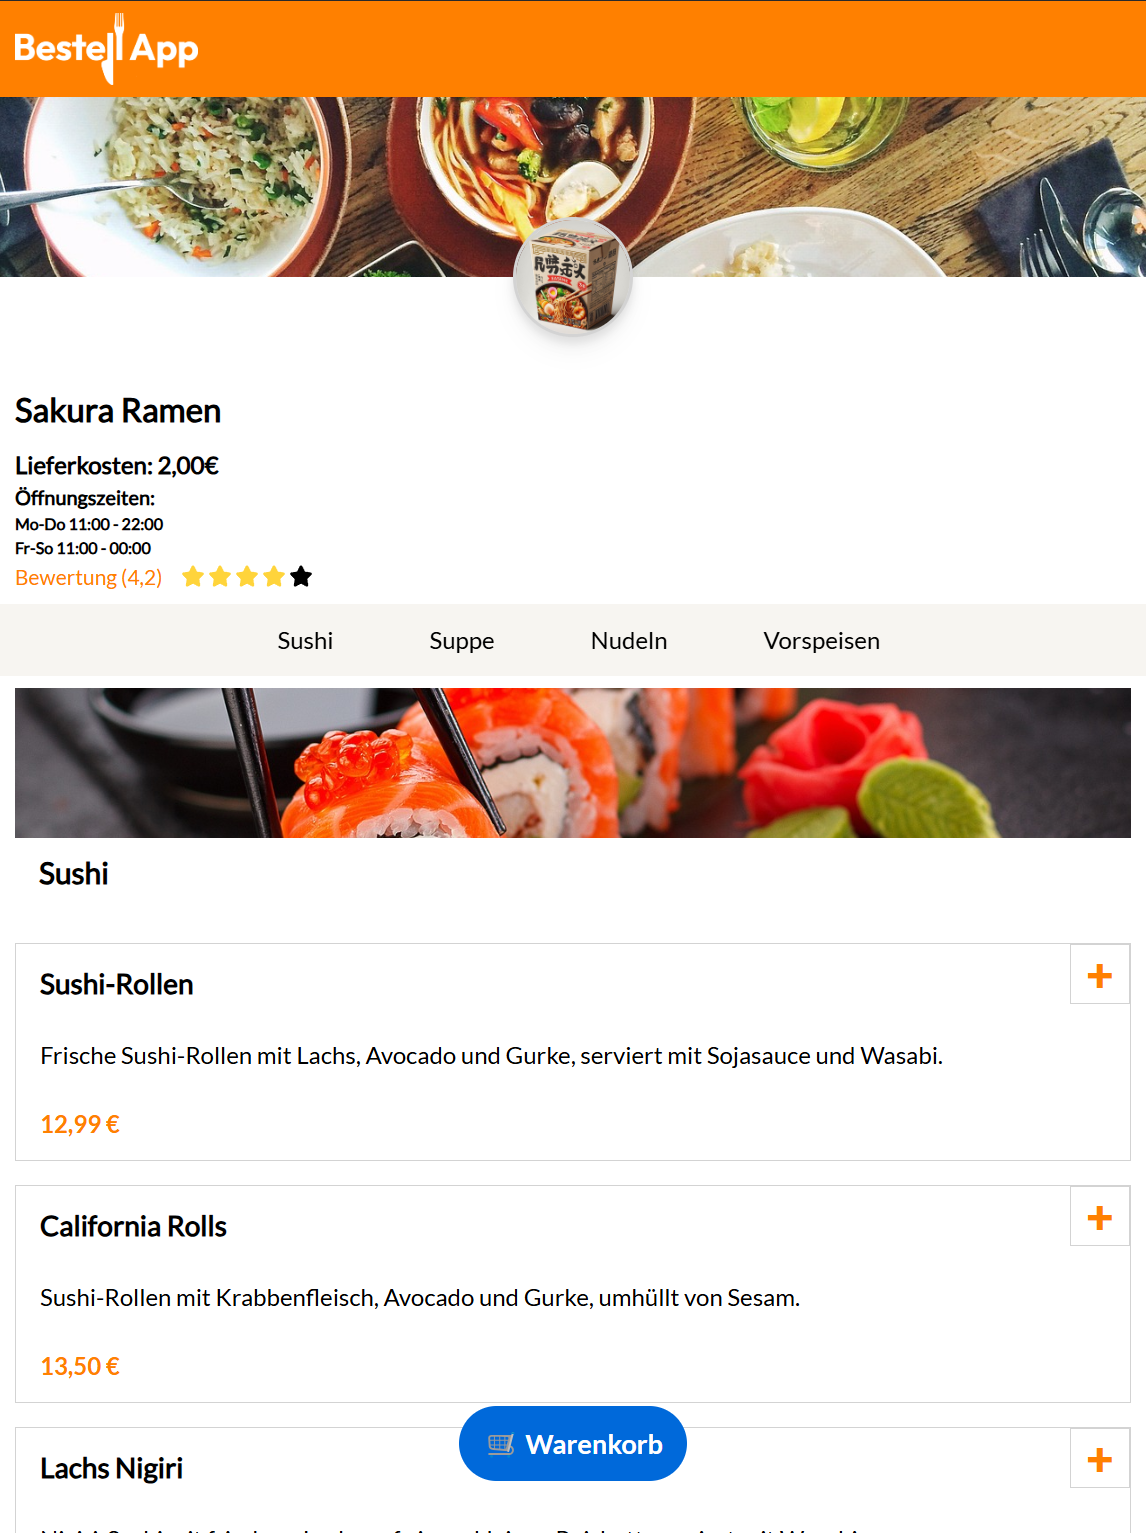 Bestell App
Sakura Ramen
Lieferkosten: 2,00€
Öffnungszeiten:
Mo-Do 11:00 - 22:00
Fr-So 11:00 - 00:00
Bewertung (4,2)
Sushi Suppe Nudeln Vorspeisen
Sushi
Sushi-Rollen
+
Frische Sushi-Rollen mit Lachs, Avocado und Gurke, serviert mit Sojasauce und Wasabi.
12,99 €
California Rolls
+
Sushi-Rollen mit Krabbenfleisch, Avocado und Gurke, umhüllt von Sesam.
13,50 €
Warenkorb
Lachs Nigiri
+